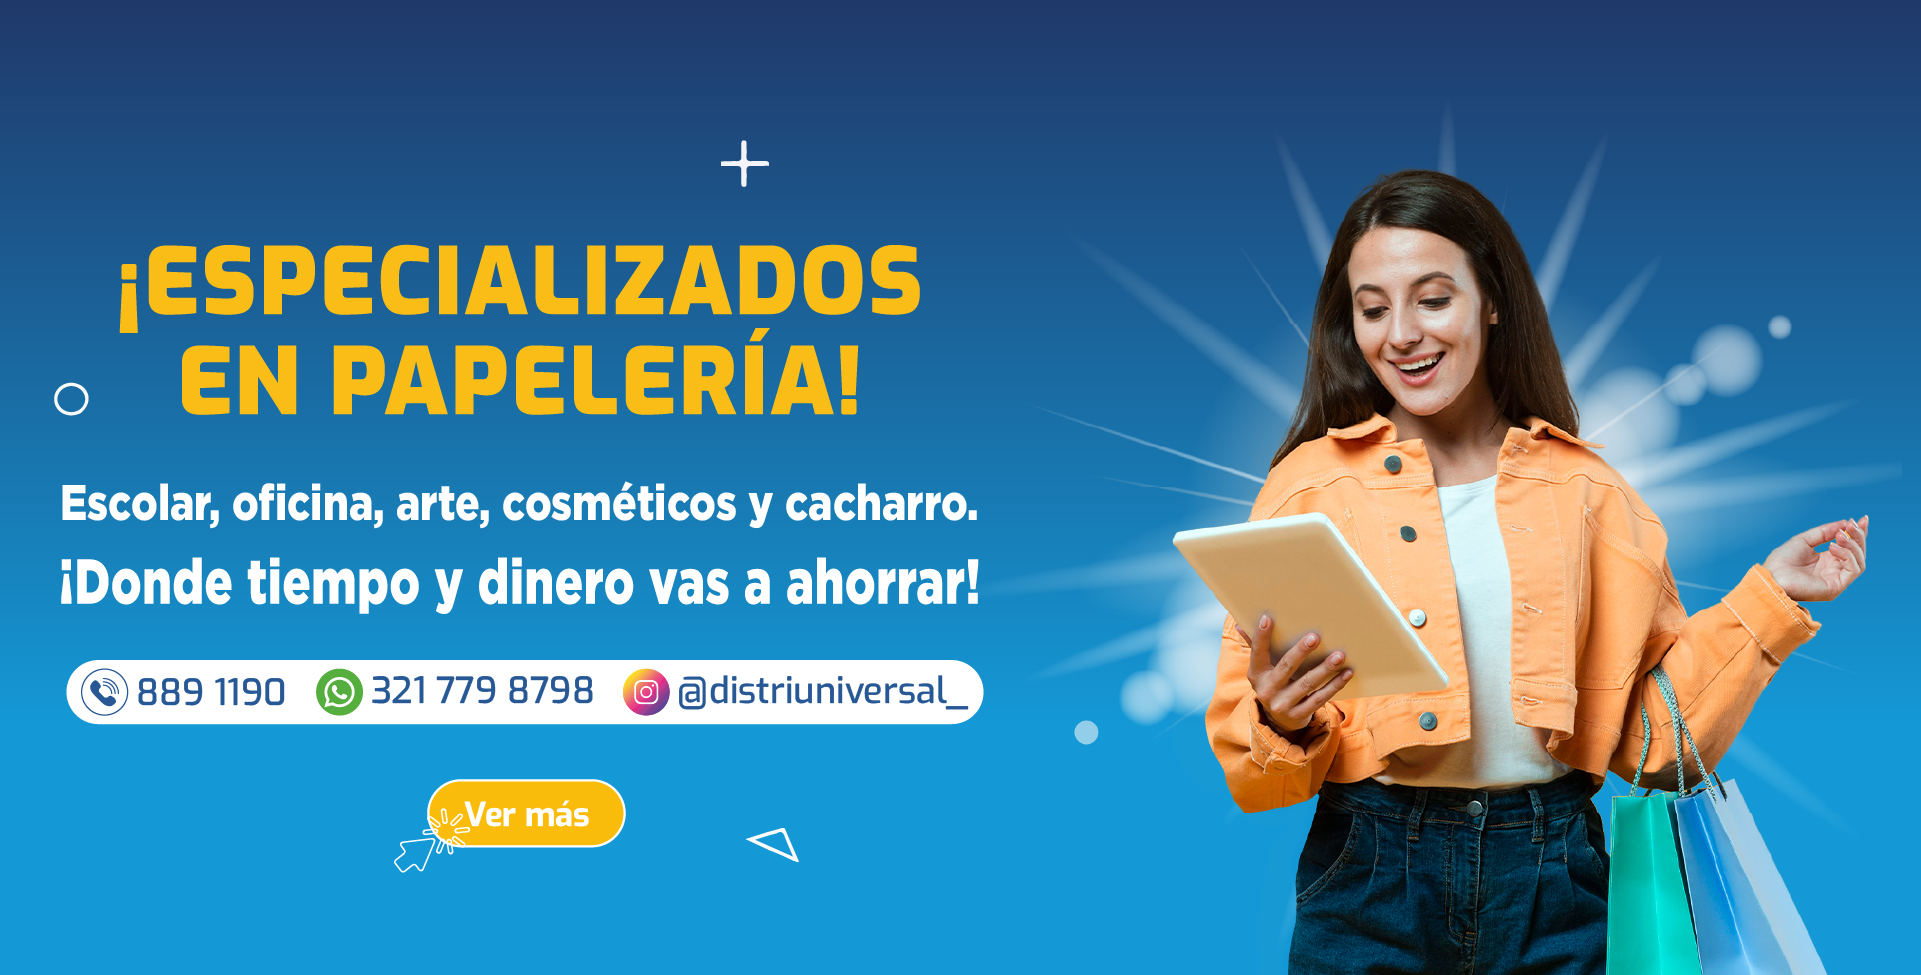 ¡ESPECIALIZADOS
EN PAPELERÍA!
Escolar, oficina, arte, cosméticos y cacharro.
¡Donde tiempo y dinero vas a ahorrar!
889 1190 321 779 8798 @distriuniversal_
Ver más